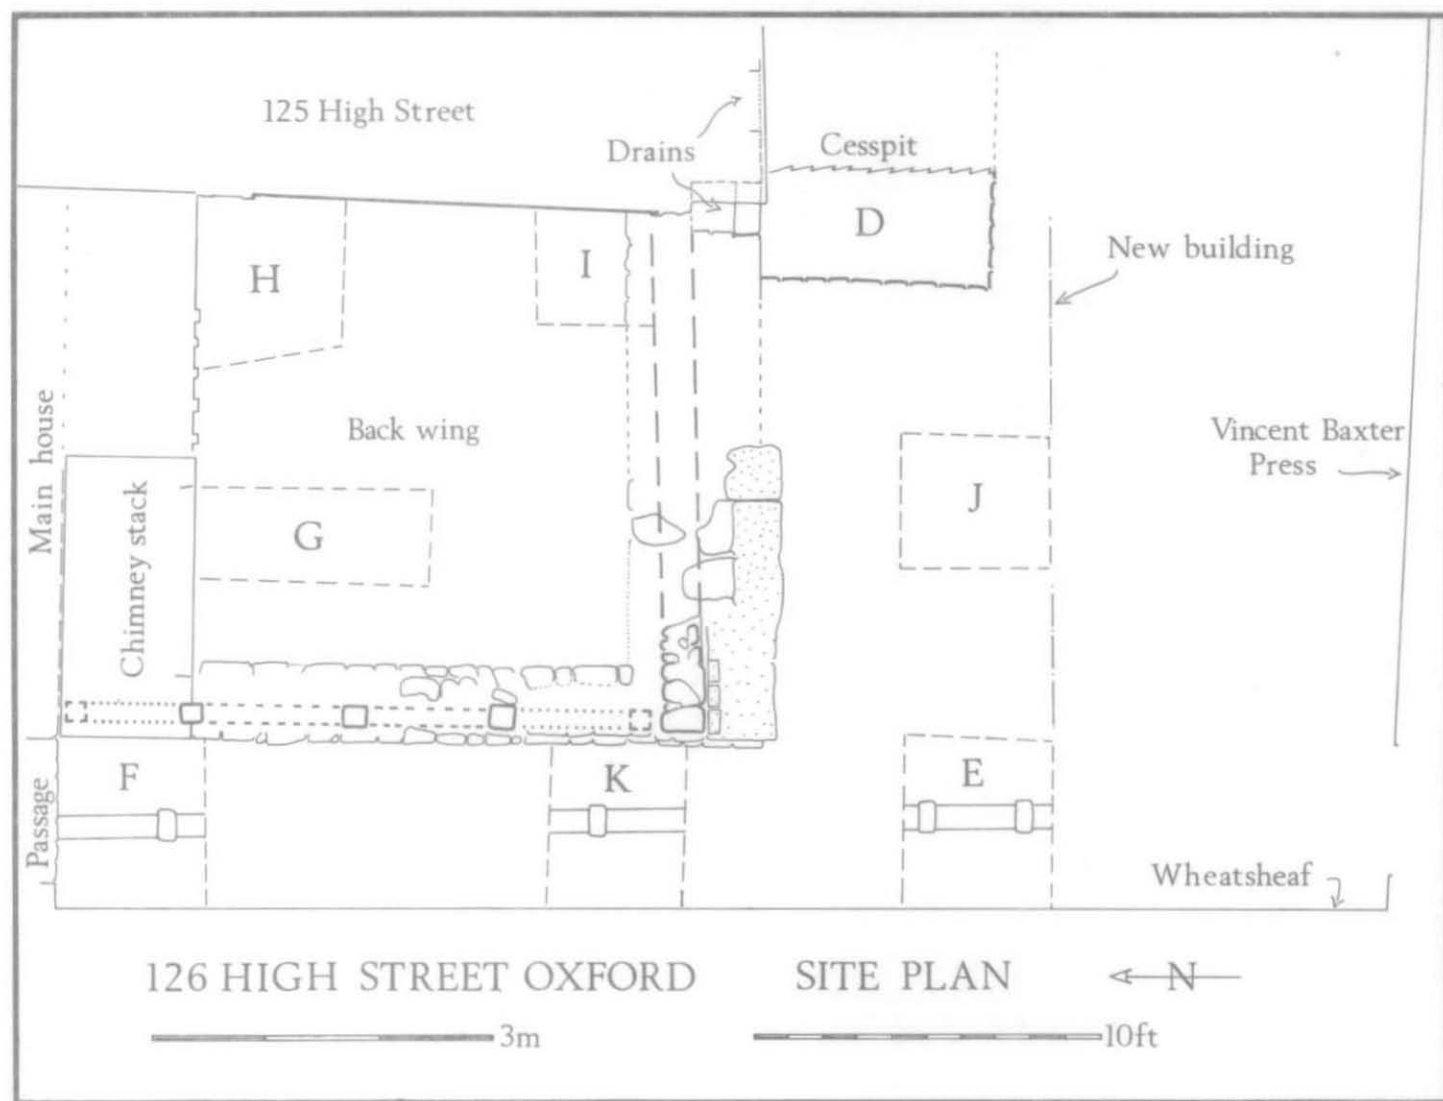 125 High Street
Drains
Cesspit
D
H
I
New building
Main house
Back wing
Vincent Baxter
Press
Chimney stack
G
J
Passage
F
K
E
Wheatsheaf
126 HIGH STREET OXFORD
SITE PLAN
N
3m
10ft